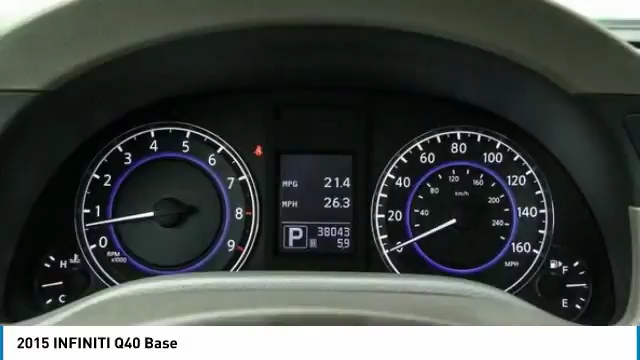 1 2 3 4 5 6 7 8 9 0
RPM
x1000
H
C
MPG 21.4
MPH 26.3
P 38043
59
0 20 40 60 80 100 120 140 160
40 80 120 160 200 240
km/h
MPH
F
E
2015 INFINITI Q40 Base